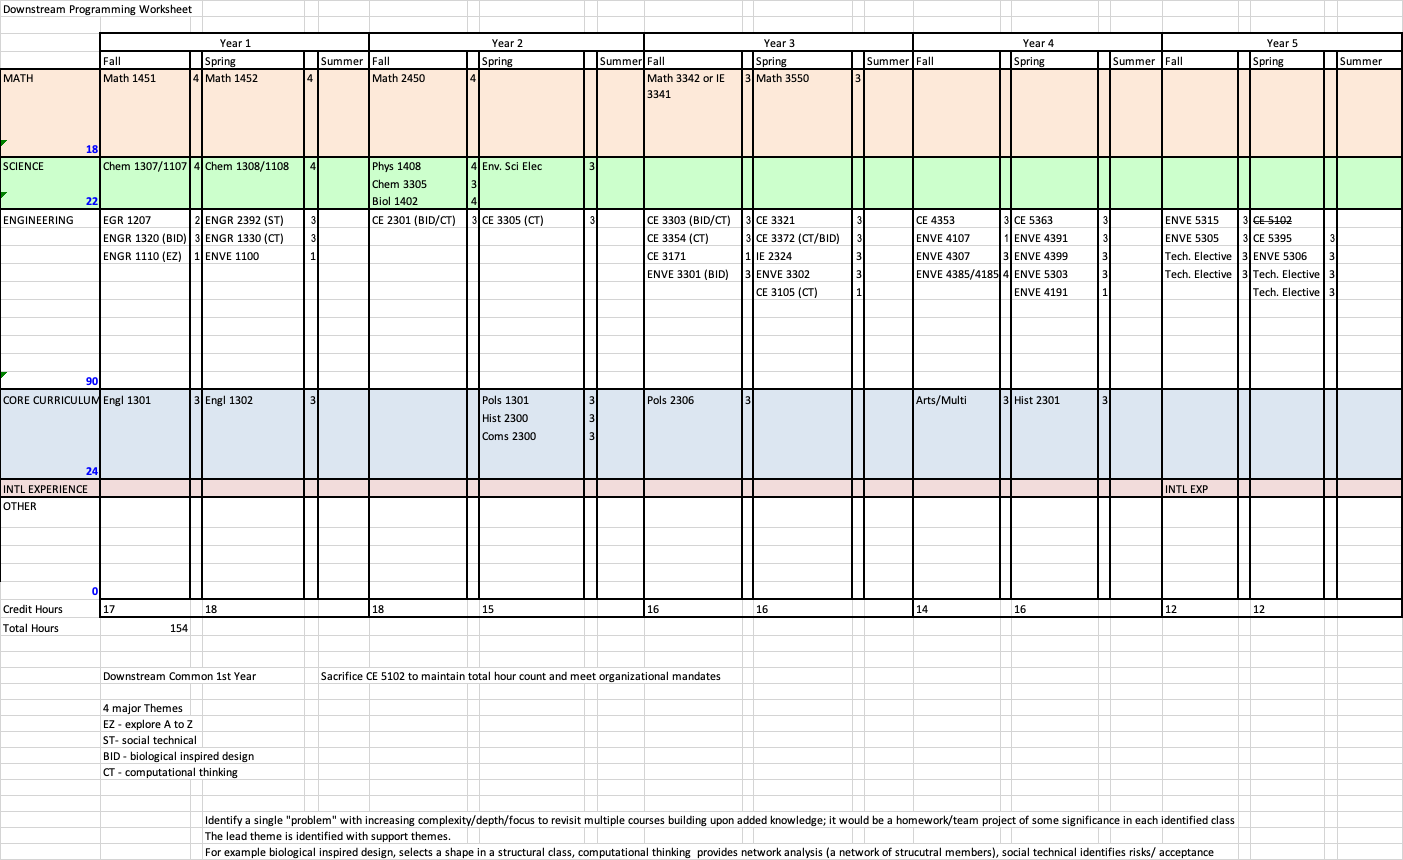 Downstream Programming Worksheet
Year 1 Year 2 Year 3 Year 4 Year 5
Fall Spring Summer Fall Spring Summer Fall Spring Summer Fall Spring Summer Fall Spring Summer
MATH Math 1451 4 Math 1452 4 Math 2450 4 Math 3342 or IE 3 Math 3550 3
3341
18
SCIENCE Chem 1307/1107 4 Chem 1308/1108 4 Phys 1408 4 Env. Sci Elec 3
Chem 3305 3
22 Biol 1402 4
ENGINEERING EGR 1207 2 ENGR 2392 (ST) 3 CE 2301 (BID/CT) 3 CE 3305 (CT) 3 CE 3303 (BID/CT) 3 CE 3321 3 CE 4353 3 CE 5363 3 ENVE 5315 3 CE 5102
ENGR 1320 (BID) 3 ENGR 1330 (CT) 3 CE 3354 (CT) 3 CE 3372 (CT/BID) 3 ENVE 4107 1 ENVE 4391 3 ENVE 5305 3 CE 5395 3
ENGR 1110 (EZ) 1 ENVE 1100 1 CE 3171 1 IE 2324 3 ENVE 4307 3 ENVE 4399 3 Tech. Elective 3 ENVE 5306 3
ENVE 3301 (BID) 3 ENVE 3302 3 ENVE 4385/4185 4 ENVE 5303 3 Tech. Elective 3 Tech. Elective 3
CE 3105 (CT) 1 ENVE 4191 1 Tech. Elective 3
90
CORE CURRICULUM Engl 1301 3 Engl 1302 3 Pols 1301 3 Pols 2306 3 Arts/Multi 3 Hist 2301 3
Hist 2300 3
Coms 2300 3
24
INTL EXPERIENCE INTL EXP
OTHER
0
Credit Hours 17 18 18 15 16 16 14 16 12 12
Total Hours 154
Downstream Common 1st Year Sacrifice CE 5102 to maintain total hour count and meet organizational mandates
4 major Themes
EZ - explore A to Z
ST- social technical
BID - biological inspired design
CT - computational thinking
Identify a single "problem" with increasing complexity/depth/focus to revisit multiple courses building upon added knowledge; it would be a homework/team project of some significance in each identified class
The lead theme is identified with support themes.
For example biological inspired design, selects a shape in a structural class, computational thinking  provides network analysis (a network of strucutral members), social technical identifies risks/ acceptance